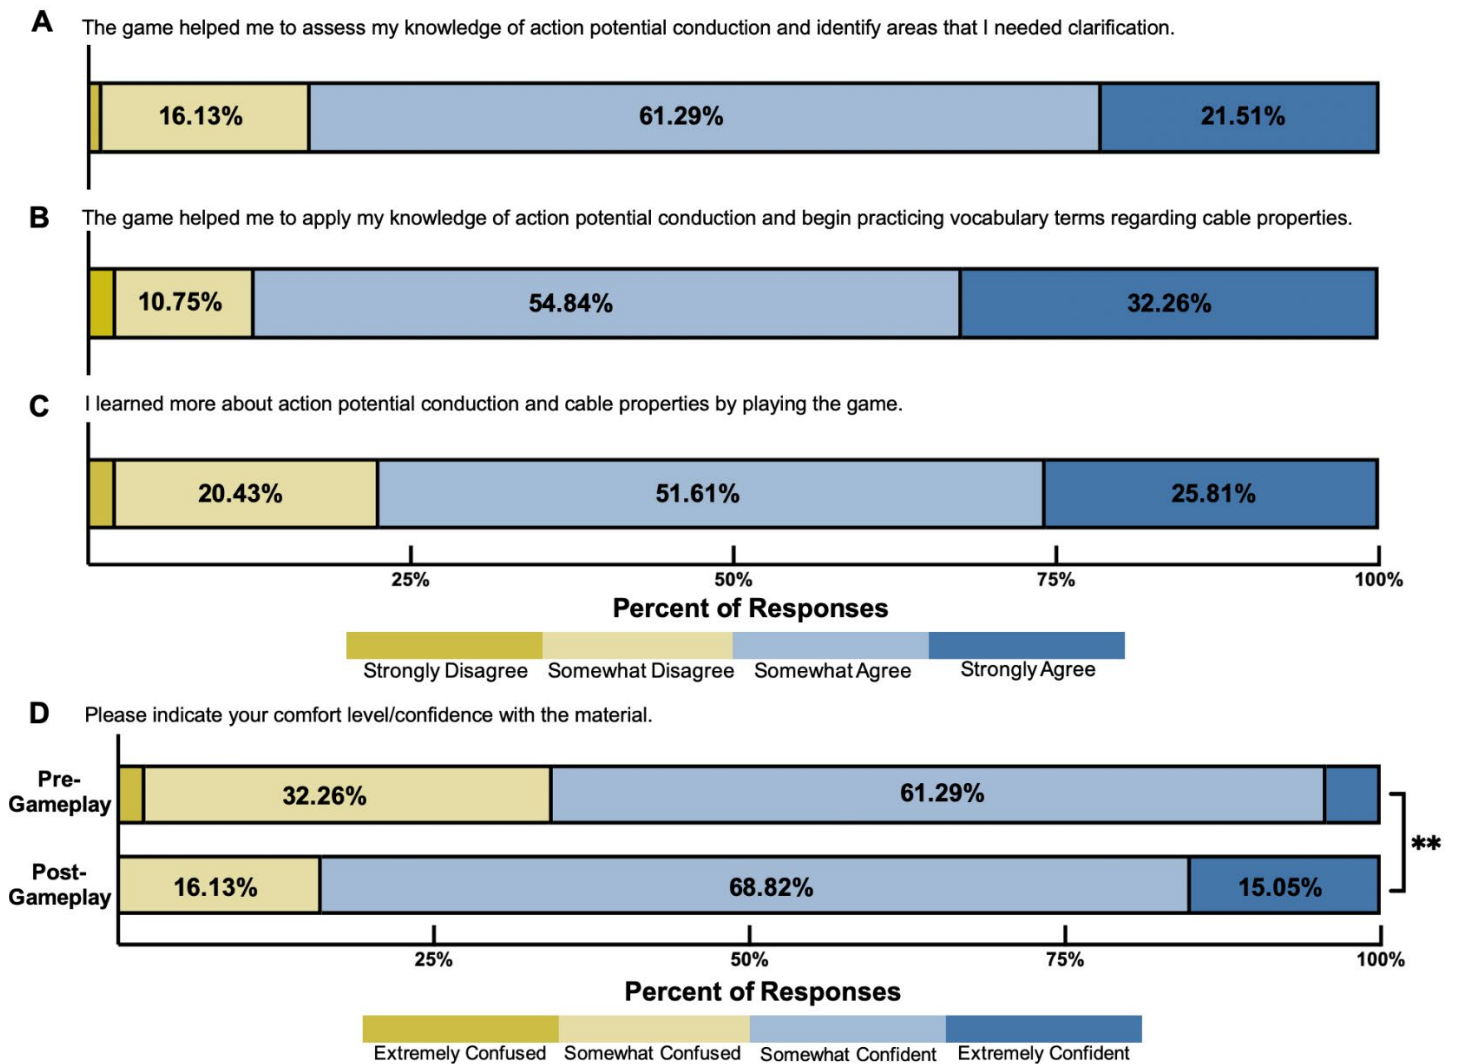 A The game helped me to assess my knowledge of action potential conduction and identify areas that I needed clarification.
16.13% 61.29% 21.51%
B The game helped me to apply my knowledge of action potential conduction and begin practicing vocabulary terms regarding cable properties.
10.75% 54.84% 32.26%
C I learned more about action potential conduction and cable properties by playing the game.
20.43% 51.61% 25.81%
25% 50% 75% 100%
Percent of Responses
Strongly Disagree Somewhat Disagree Somewhat Agree Strongly Agree
D Please indicate your comfort level/confidence with the material.
Pre-
Gameplay
32.26% 61.29%
**
Post-
Gameplay
16.13% 68.82% 15.05%
25% 50% 75% 100%
Percent of Responses
Extremely Confused Somewhat Confused Somewhat Confident Extremely Confident